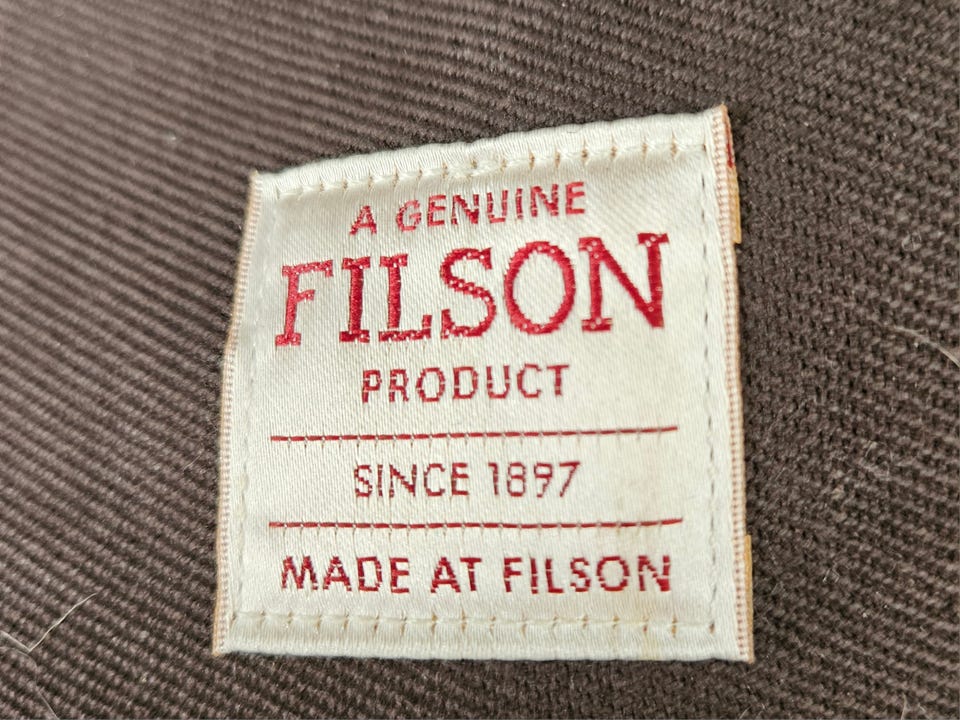 A GENUINE
FILSON
PRODUCT
SINCE 1897
MADE AT FILSON